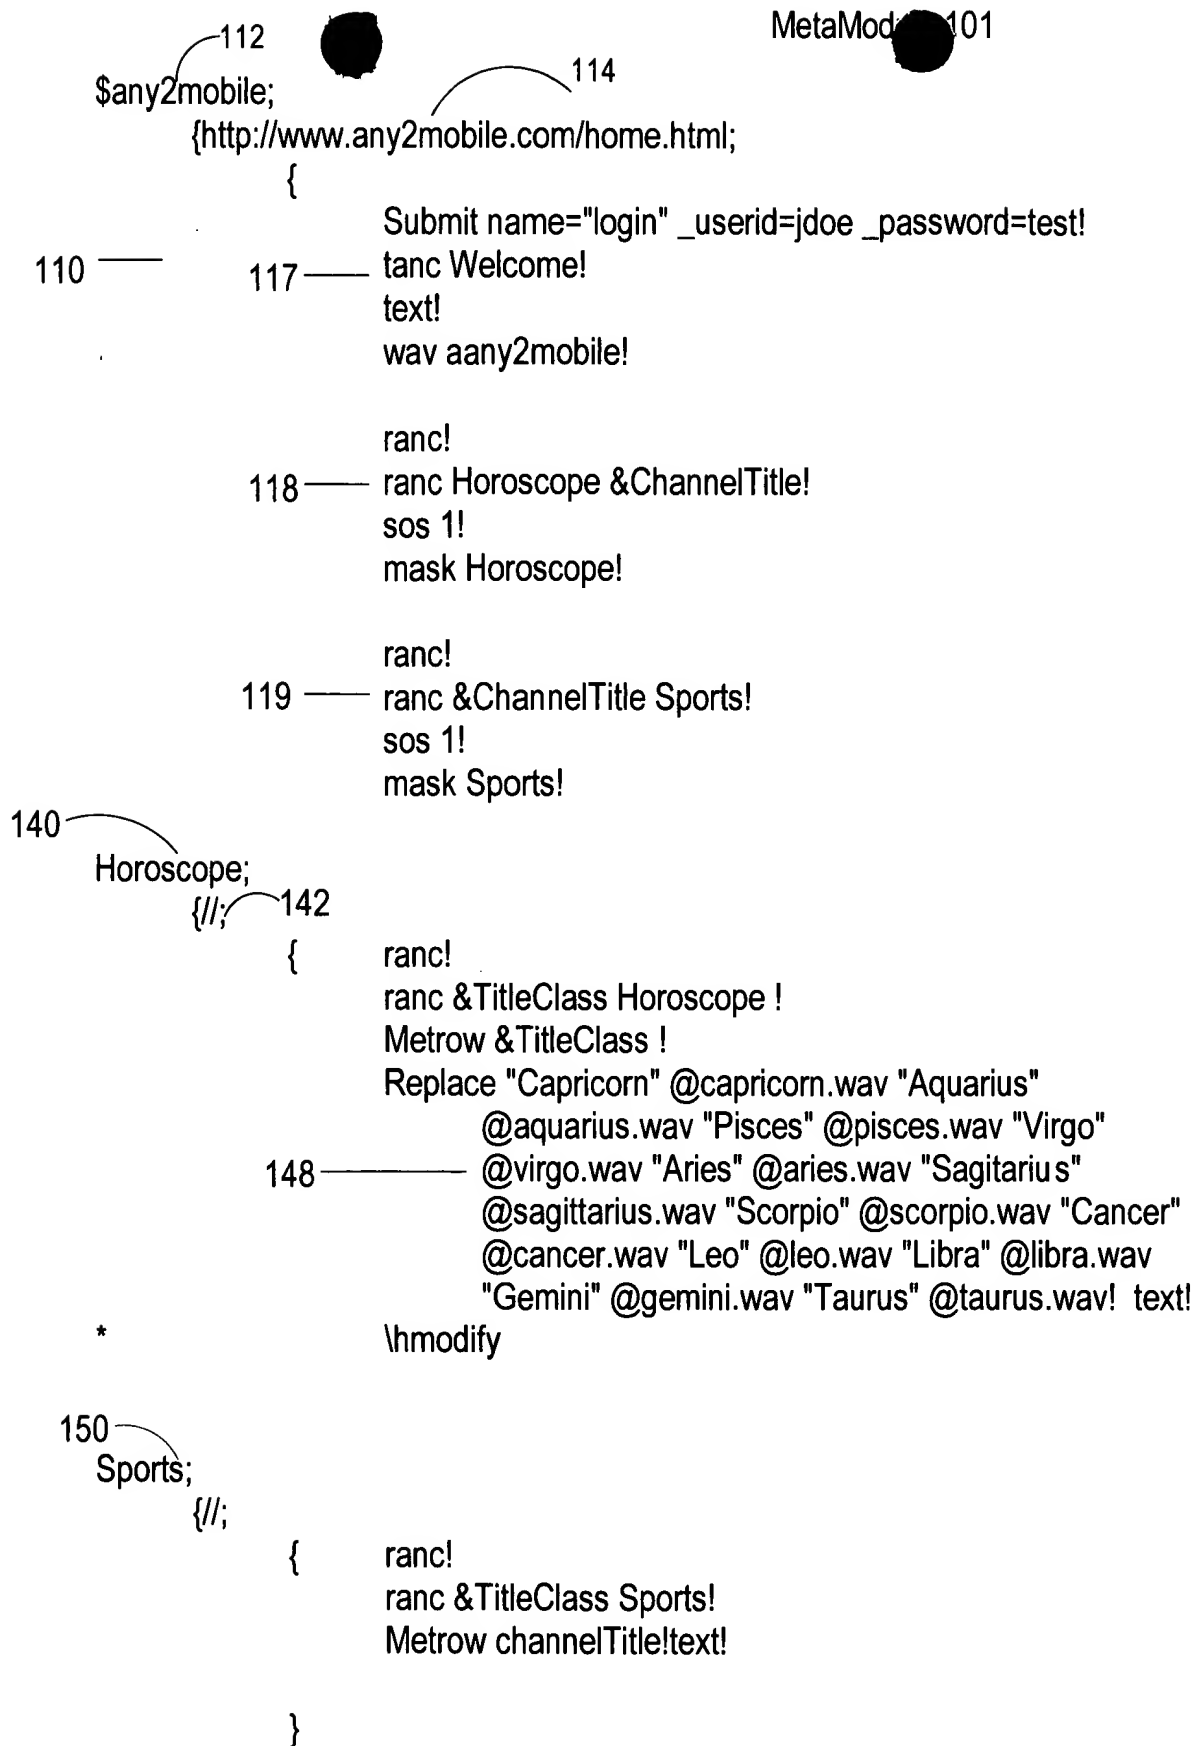 MetaMod 101
112
114
$any2mobile;
{http://www.any2mobile.com/home.html;
{
Submit name="login" _userid=jdoe _password=test!
110
117 tanc Welcome!
text!
wav aany2mobile!
ranc!
118 ranc Horoscope &ChannelTitle!
sos 1!
mask Horoscope!
ranc!
119 ranc &ChannelTitle Sports!
sos 1!
mask Sports!
140
Horoscope;
{//; 142
{ ranc!
ranc &TitleClass Horoscope !
Metrow &TitleClass !
Replace "Capricorn" @capricorn.wav "Aquarius"
@aquarius.wav "Pisces" @pisces.wav "Virgo"
148 @virgo.wav "Aries" @aries.wav "Sagitarius"
@sagittarius.wav "Scorpio" @scorpio.wav "Cancer"
@cancer.wav "Leo" @leo.wav "Libra" @libra.wav
"Gemini" @gemini.wav "Taurus" @taurus.wav! text!
* \hmodify
150
Sports;
{//;
{ ranc!
ranc &TitleClass Sports!
Metrow channelTitle!text!
}